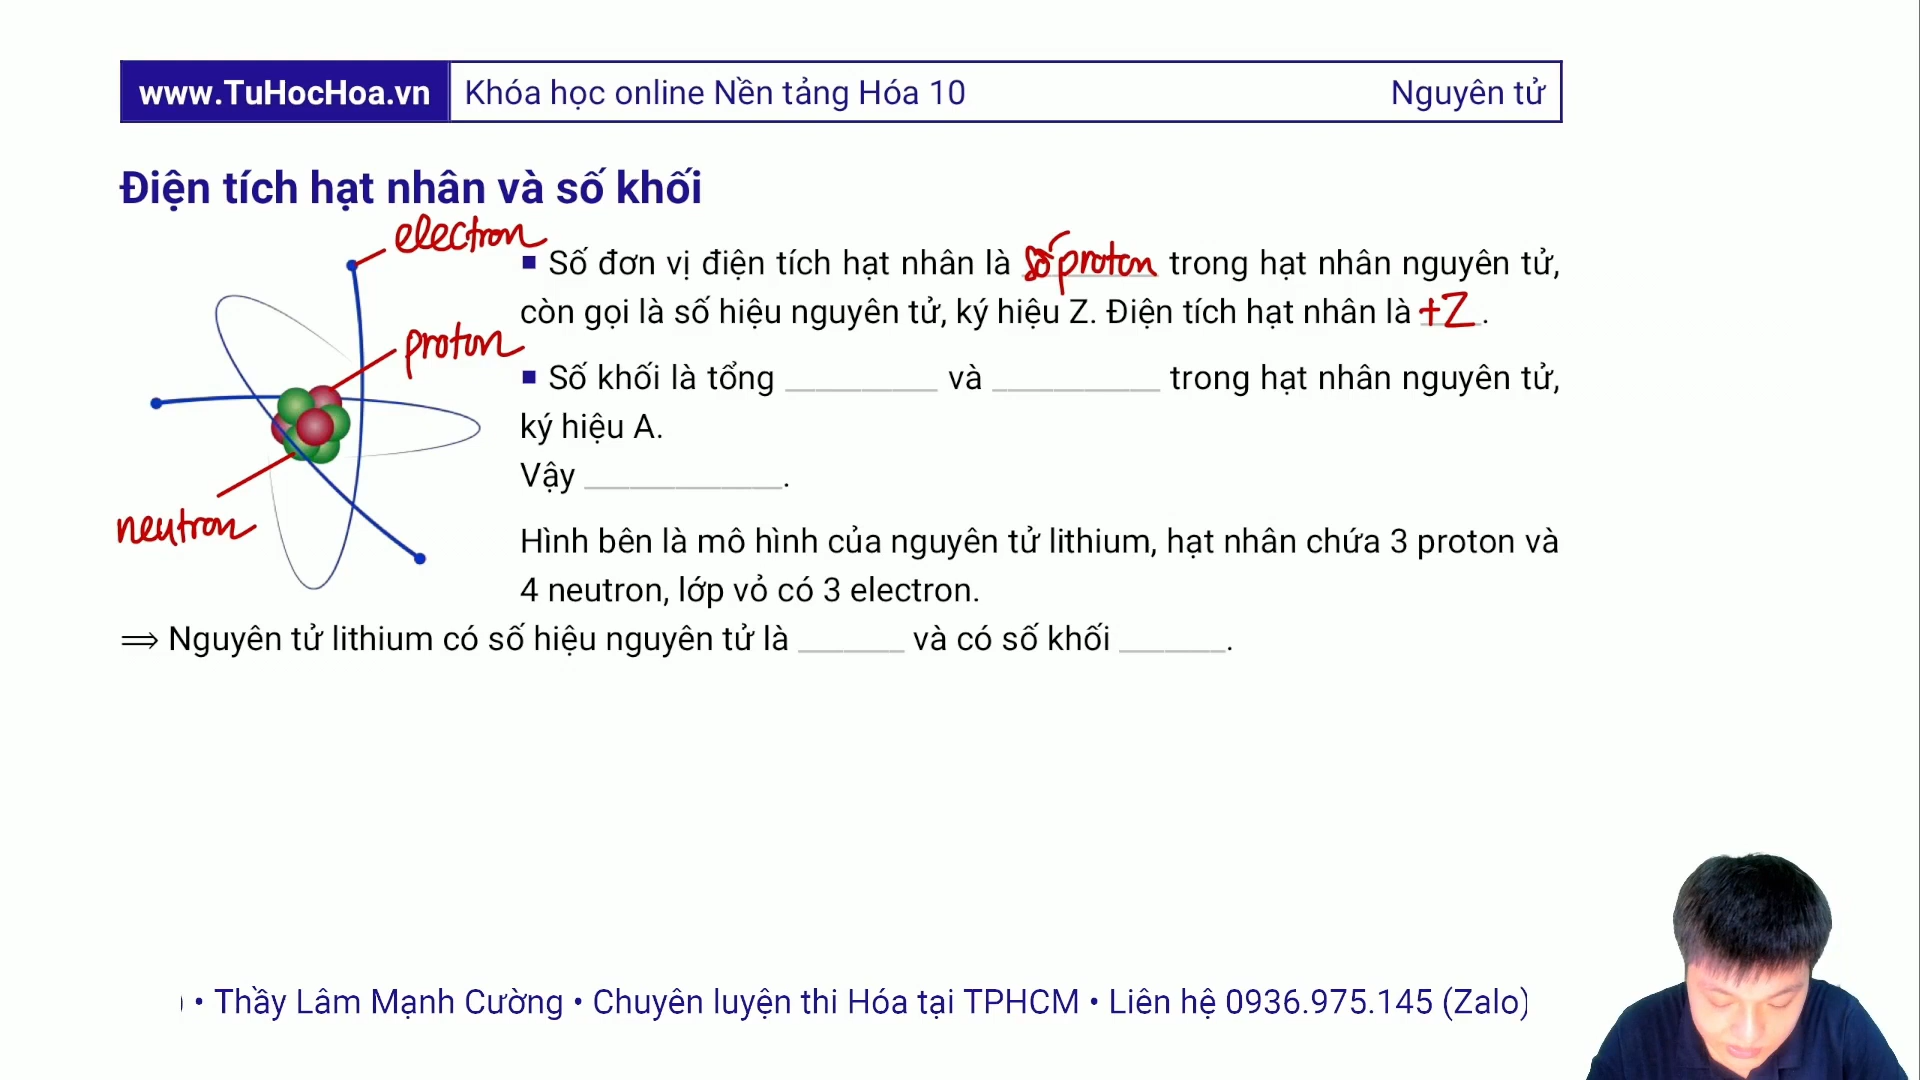 www.TuHocHoa.vn Khóa học online Nền tảng Hóa 10 Nguyên tử
Điện tích hạt nhân và số khối
electron
proton
neutron
▪ Số đơn vị điện tích hạt nhân là số proton trong hạt nhân nguyên tử,
còn gọi là số hiệu nguyên tử, ký hiệu Z. Điện tích hạt nhân là +Z.
▪ Số khối là tổng _________ và __________ trong hạt nhân nguyên tử,
ký hiệu A.
Vậy ____________.
Hình bên là mô hình của nguyên tử lithium, hạt nhân chứa 3 proton và
4 neutron, lớp vỏ có 3 electron.
⟹ Nguyên tử lithium có số hiệu nguyên tử là ______ và có số khối ______.
) • Thầy Lâm Mạnh Cường • Chuyên luyện thi Hóa tại TPHCM • Liên hệ 0936.975.145 (Zalo)